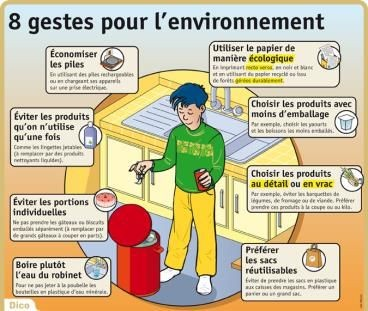 8 gestes pour l'environnement
Économiser
les piles
En utilisant des piles rechargeables
ou en chargeant ses appareils
sur une prise électrique.
Éviter les produits
qu'on n'utilise
qu'une fois
Comme les lingettes jetables
(à remplacer par des produits
nettoyants liquides).
Éviter les portions
individuelles
Ne pas prendre les gâteaux ou biscuits
emballés séparément (à remplacer par
de grands gâteaux à couper en parts).
Boire plutôt
l'eau du robinet
Pour ne pas jeter à la poubelle les
bouteilles en plastique d'eau minérale.
Utiliser le papier de
manière écologique
En imprimant recto verso, en noir et blanc
et en utilisant du papier recyclé ou issu
de forêts gérées durablement.
Choisir les produits avec
moins d'emballage
Par exemple, choisir les yaourts
et les boissons les moins emballés.
Choisir les produits
au détail ou en vrac
Par exemple, éviter les barquettes de
légumes, de fromage ou de viande. Préférer
prendre ces produits à la coupe ou au kilo.
Préférer
les sacs
réutilisables
Éviter de prendre les sacs en plastique
aux caisses des magasins. Préférer un
panier ou un grand sac.
Dico